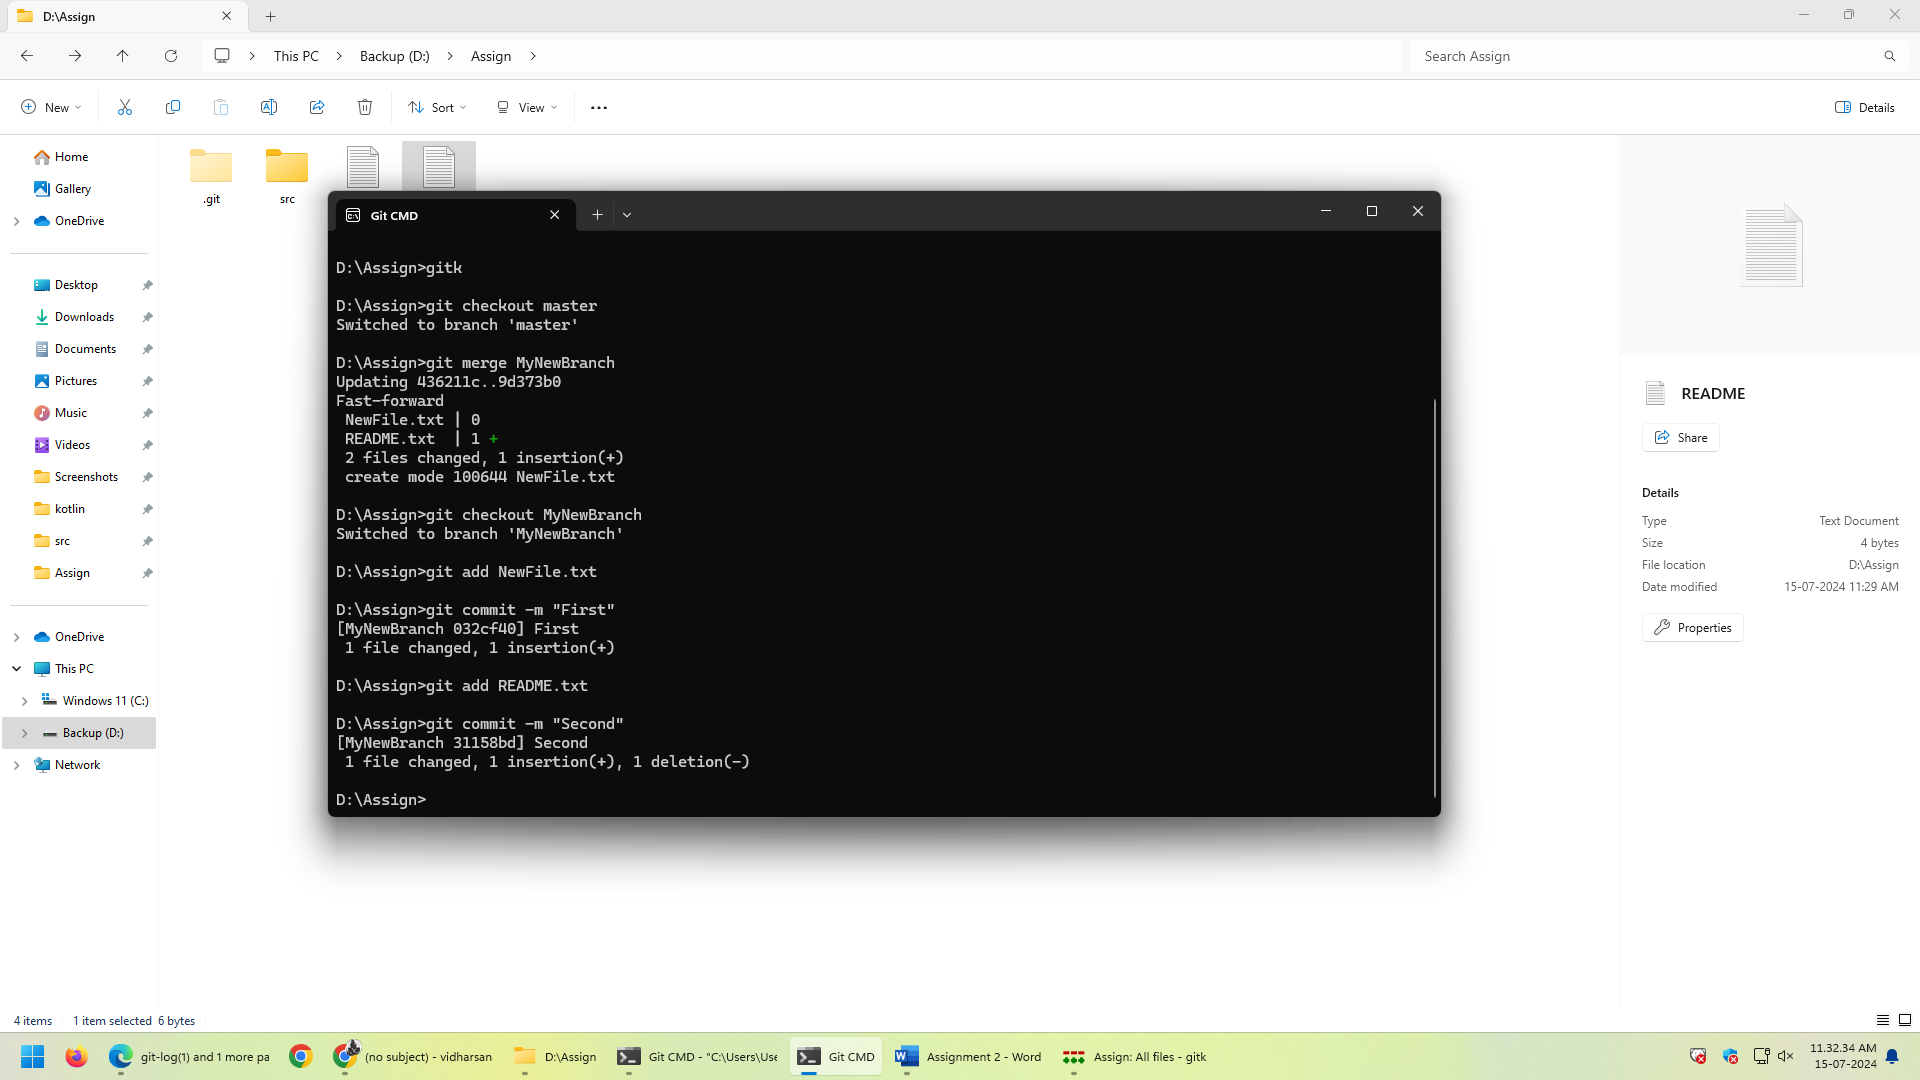 D:\Assign
This PC
Backup (D:)
Assign
Search Assign
New
Sort
View
Details
Home
Gallery
OneDrive
Desktop
Downloads
Documents
Pictures
Music
Videos
Screenshots
kotlin
src
Assign
OneDrive
This PC
Windows 11 (C:)
Backup (D:)
Network
.git
src
Git CMD
D:\Assign>gitk
D:\Assign>git checkout master
Switched to branch 'master'
D:\Assign>git merge MyNewBranch
Updating 436211c..9d373b0
Fast-forward
NewFile.txt | 0
README.txt | 1 +
2 files changed, 1 insertion(+)
create mode 100644 NewFile.txt
D:\Assign>git checkout MyNewBranch
Switched to branch 'MyNewBranch'
D:\Assign>git add NewFile.txt
D:\Assign>git commit -m "First"
[MyNewBranch 032cf40] First
1 file changed, 1 insertion(+)
D:\Assign>git add README.txt
D:\Assign>git commit -m "Second"
[MyNewBranch 31158bd] Second
1 file changed, 1 insertion(+), 1 deletion(-)
D:\Assign>
README
Share
Details
Type Text Document
Size 4 bytes
File location D:\Assign
Date modified 15-07-2024 11:29 AM
Properties
4 items 1 item selected 6 bytes
git-log(1) and 1 more pa
(no subject) - vidharsan
D:\Assign
Git CMD - "C:\Users\Use
Git CMD
Assignment 2 - Word
Assign: All files - gitk
11.32.34 AM
15-07-2024